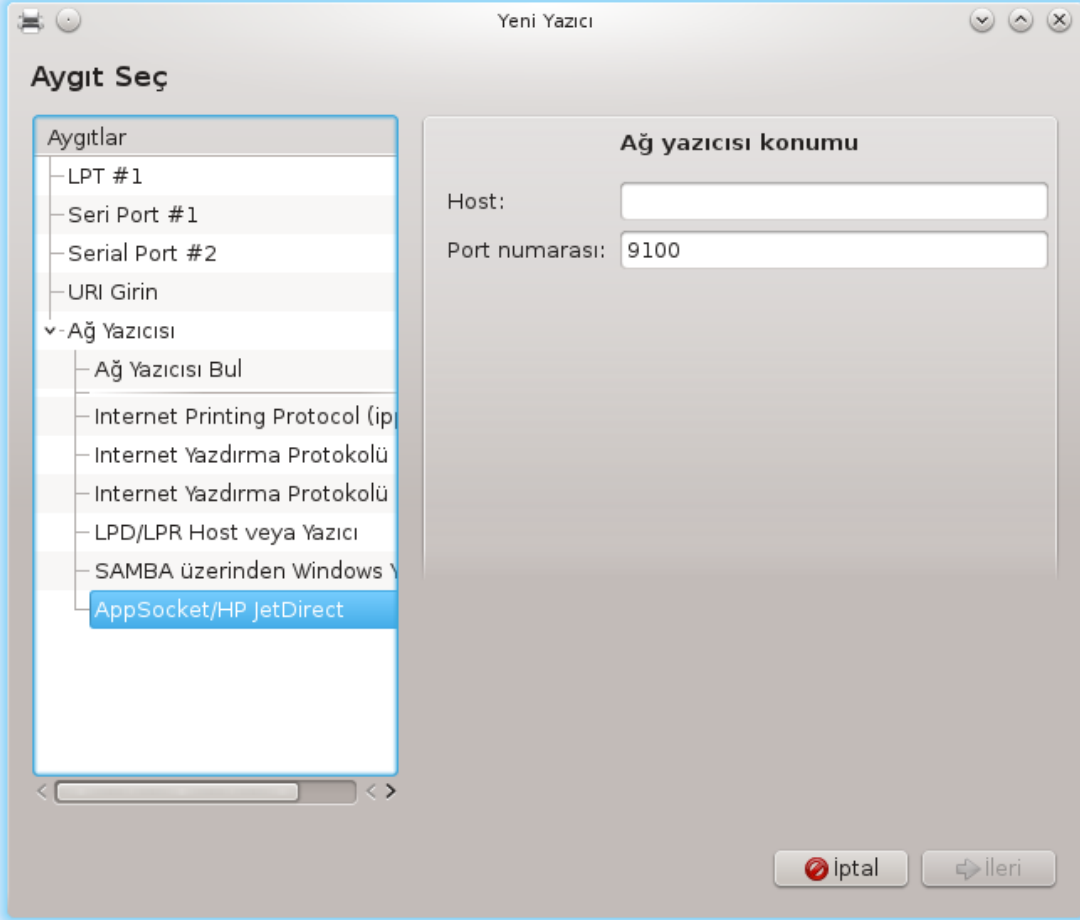 Yeni Yazıcı
Aygıt Seç
Aygıtlar
LPT #1
Seri Port #1
Serial Port #2
URI Girin
Ağ Yazıcısı
Ağ Yazıcısı Bul
Internet Printing Protocol (ip
Internet Yazdırma Protokolü
Internet Yazdırma Protokolü
LPD/LPR Host veya Yazıcı
SAMBA üzerinden Windows Y
AppSocket/HP JetDirect
Ağ yazıcısı konumu
Host:
Port numarası: 9100
İptal
İleri